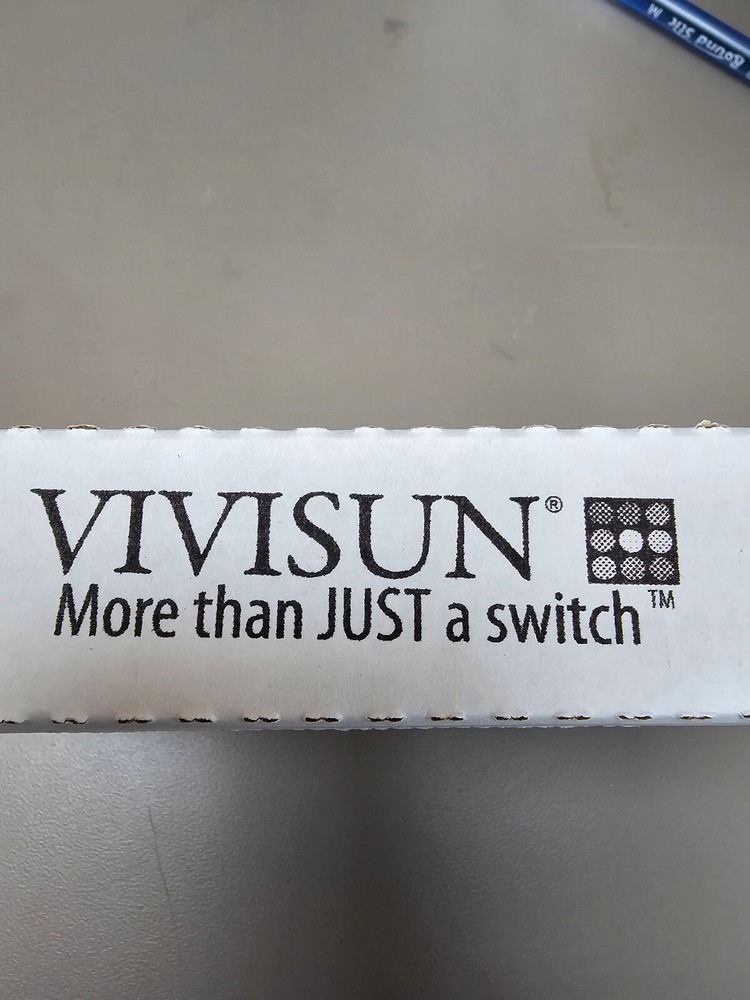 Round Stic M
VIVISUN®
More than JUST a switch™